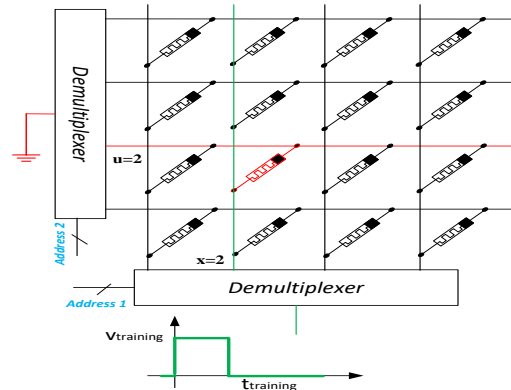 Demultiplexer
u=2
Address 2
x=2
Demultiplexer
Address 1
Vtraining
ttraining